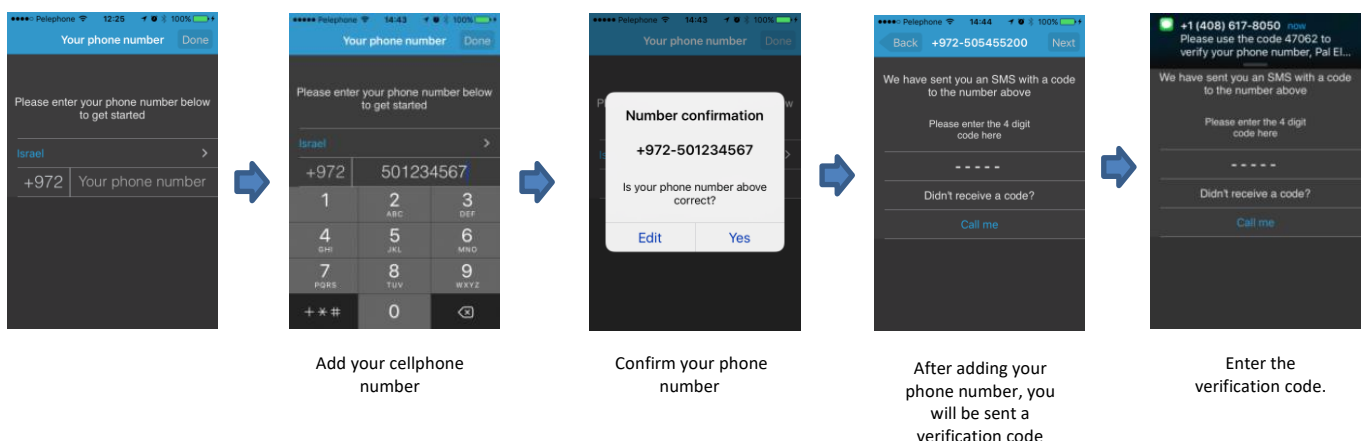 Pelephone 12:25 100%
Your phone number Done
Please enter your phone number below
to get started
Israel >
+972 Your phone number
Pelephone 14:43 100%
Your phone number Done
Please enter your phone number below
to get started
Israel >
+972 501234567
1 2 3
ABC DEF
4 5 6
GHI JKL MNO
7 8 9
PQRS TUV WXYZ
+*# 0
Add your cellphone
number
Pelephone 14:43 100%
Your phone number Done
Number confirmation
+972-501234567
Is your phone number above
correct?
Edit Yes
Confirm your phone
number
Pelephone 14:44 100%
Back +972-505455200 Next
We have sent you an SMS with a code
to the number above
Please enter the 4 digit
code here
- - - - -
Didn't receive a code?
Call me
After adding your
phone number, you
will be sent a
verification code
+1 (408) 617-8050 now
Please use the code 47062 to
verify your phone number, Pal El...
We have sent you an SMS with a code
to the number above
Please enter the 4 digit
code here
- - - - -
Didn't receive a code?
Call me
Enter the
verification code.